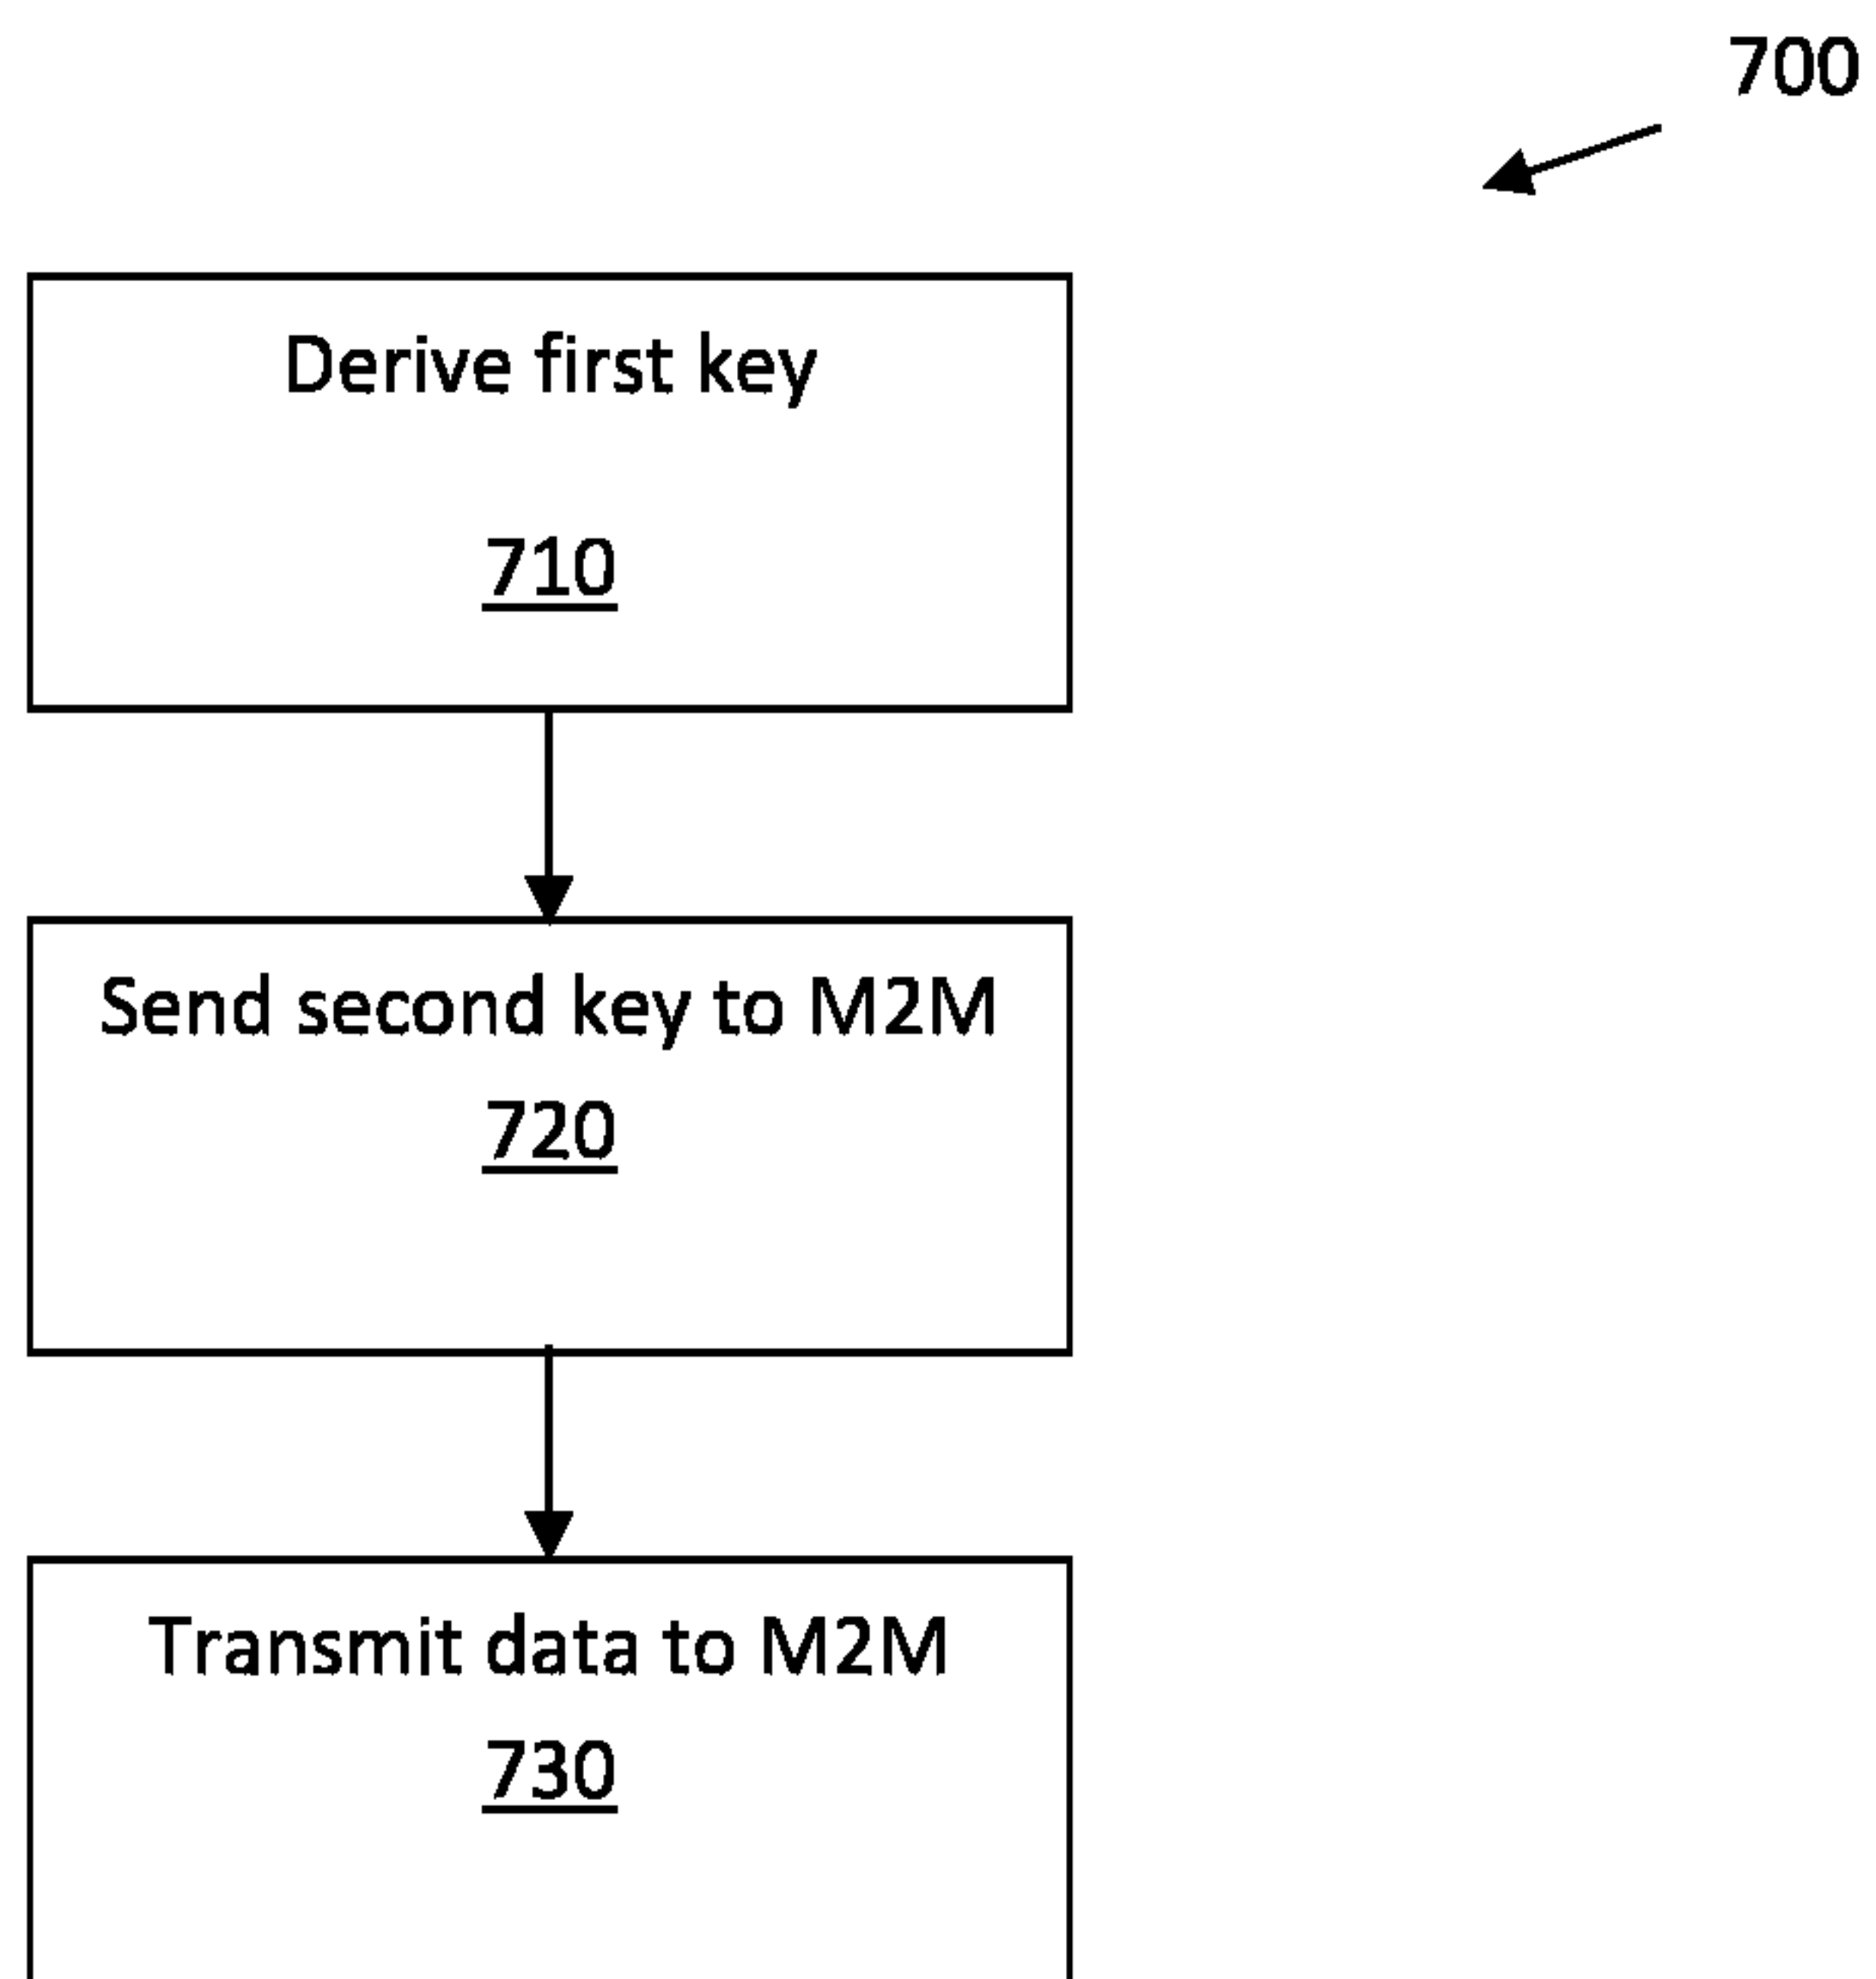 700
Derive first key
710
Send second key to M2M
720
Transmit data to M2M
730